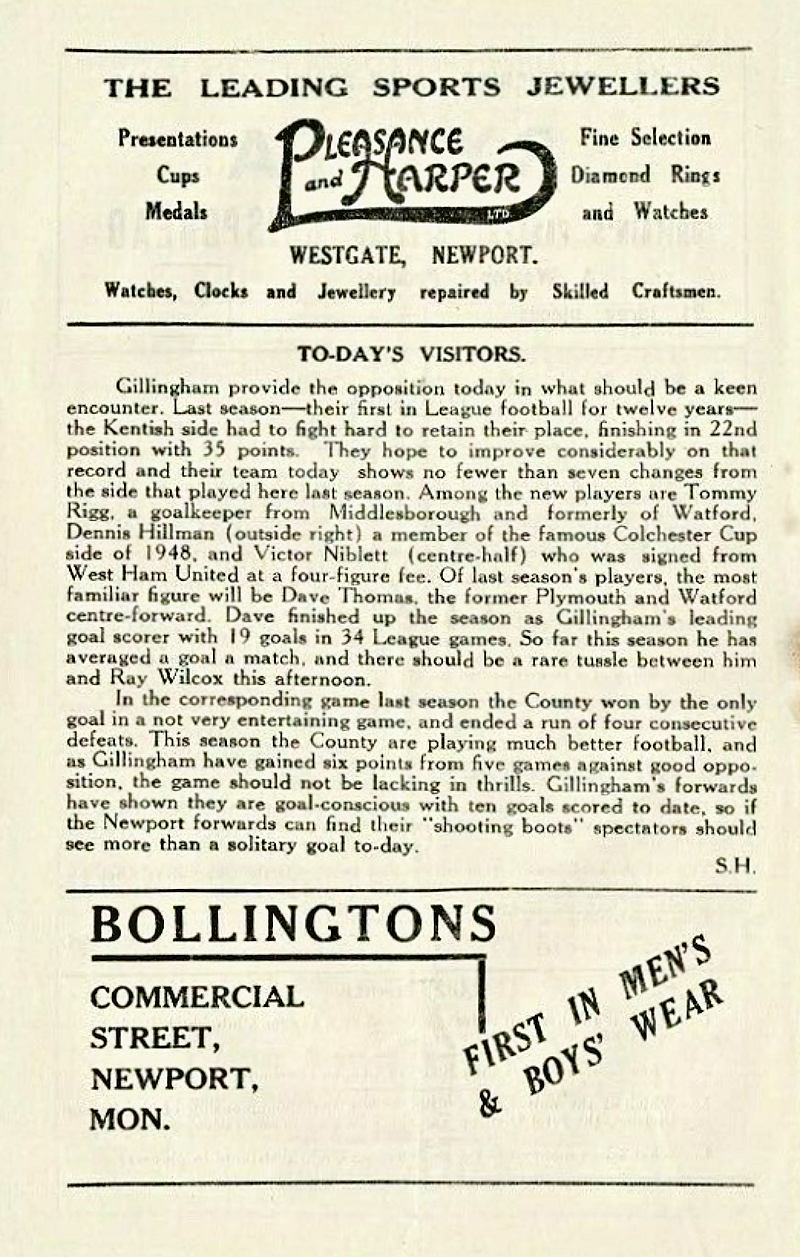 THE LEADING SPORTS JEWELLERS
Presentations
Cups
Medals
PLEASANCE
and HARPER
LTD
Fine Selection
Diamond Rings
and Watches
WESTGATE, NEWPORT.
Watches, Clocks and Jewellery repaired by Skilled Craftsmen.
TO-DAY'S VISITORS.
Gillingham provide the opposition today in what should be a keen
encounter. Last season—their first in League football for twelve years—
the Kentish side had to fight hard to retain their place, finishing in 22nd
position with 35 points. They hope to improve considerably on that
record and their team today shows no fewer than seven changes from
the side that played here last season. Among the new players are Tommy
Rigg, a goalkeeper from Middlesborough and formerly of Watford,
Dennis Hillman (outside right) a member of the famous Colchester Cup
side of 1948, and Victor Niblett (centre-half) who was signed from
West Ham United at a four-figure fee. Of last season's players, the most
familiar figure will be Dave Thomas, the former Plymouth and Watford
centre-forward. Dave finished up the season as Gillingham's leading
goal scorer with 19 goals in 34 League games. So far this season he has
averaged a goal a match, and there should be a rare tussle between him
and Ray Wilcox this afternoon.
In the corresponding game last season the County won by the only
goal in a not very entertaining game, and ended a run of four consecutive
defeats. This season the County are playing much better football, and
as Gillingham have gained six points from five games against good oppo-
sition, the game should not be lacking in thrills. Gillingham's forwards
have shown they are goal-conscious with ten goals scored to date, so if
the Newport forwards can find their "shooting boots" spectators should
see more than a solitary goal to-day.
S.H.
BOLLINGTONS
COMMERCIAL
STREET,
NEWPORT,
MON.
FIRST IN MEN'S
& BOYS' WEAR